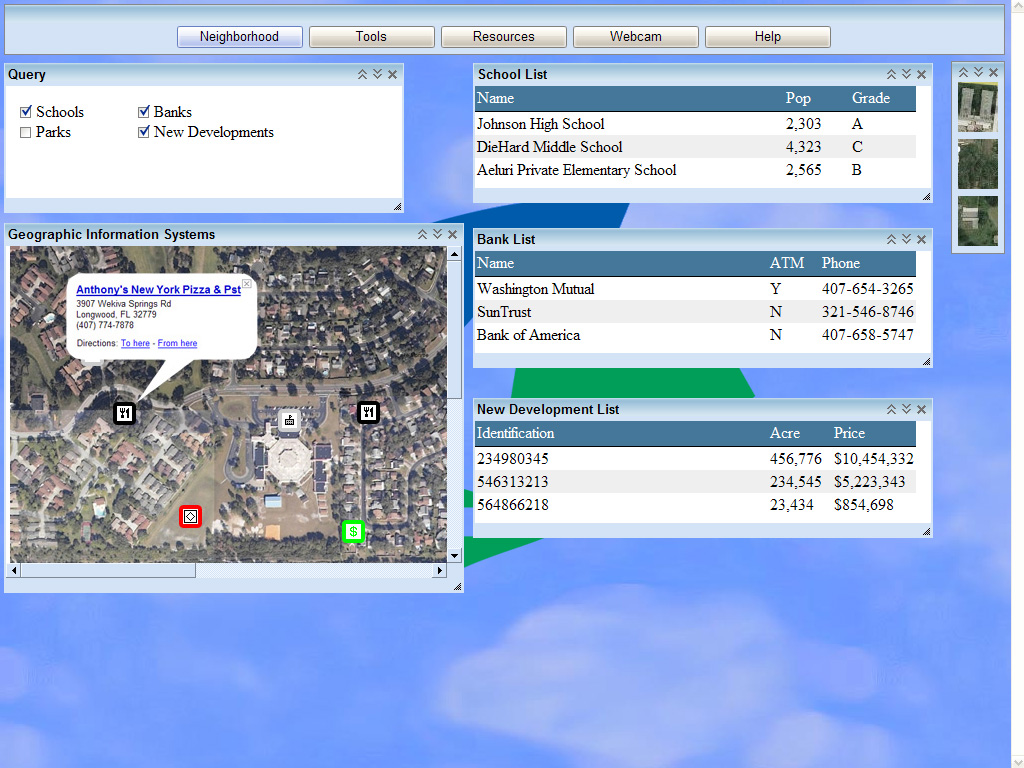 Neighborhood Tools Resources Webcam Help
Query
Schools Banks
Parks New Developments
Geographic Information Systems
Anthony's New York Pizza & Pst
3907 Wekiva Springs Rd
Longwood, FL 32779
(407) 774-7878
Directions: To here - From here
$
School List
Name Pop Grade
Johnson High School 2,303 A
DieHard Middle School 4,323 C
Aeluri Private Elementary School 2,565 B
Bank List
Name ATM Phone
Washington Mutual Y 407-654-3265
SunTrust N 321-546-8746
Bank of America N 407-658-5747
New Development List
Identification Acre Price
234980345 456,776 $10,454,332
546313213 234,545 $5,223,343
564866218 23,434 $854,698